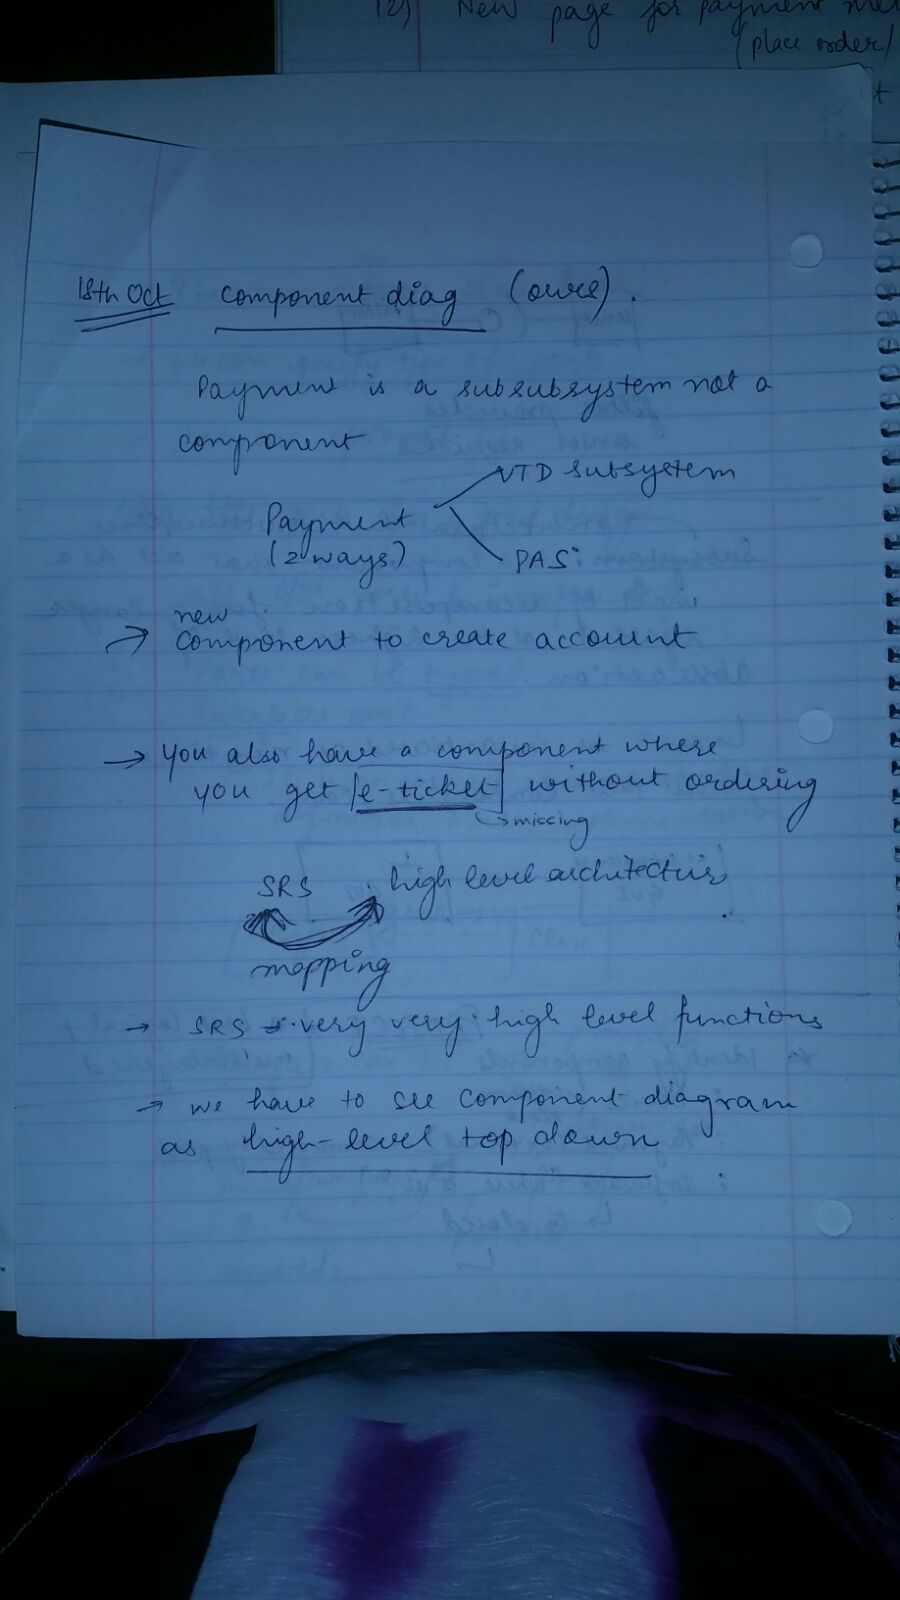 12) New page for payment
(place order/
18th Oct component diag (ours).
Payment is a subsubsystem not a
component
VTD subsystem
Payment
(2 ways)
PAS:
new
→ component to create account
→ you also have a component where
you get e-ticket without ordering
↳ missing
SRS high level architecture
mapping
→ SRS → very very high level functions
→ we have to see component diagram
as high-level top down